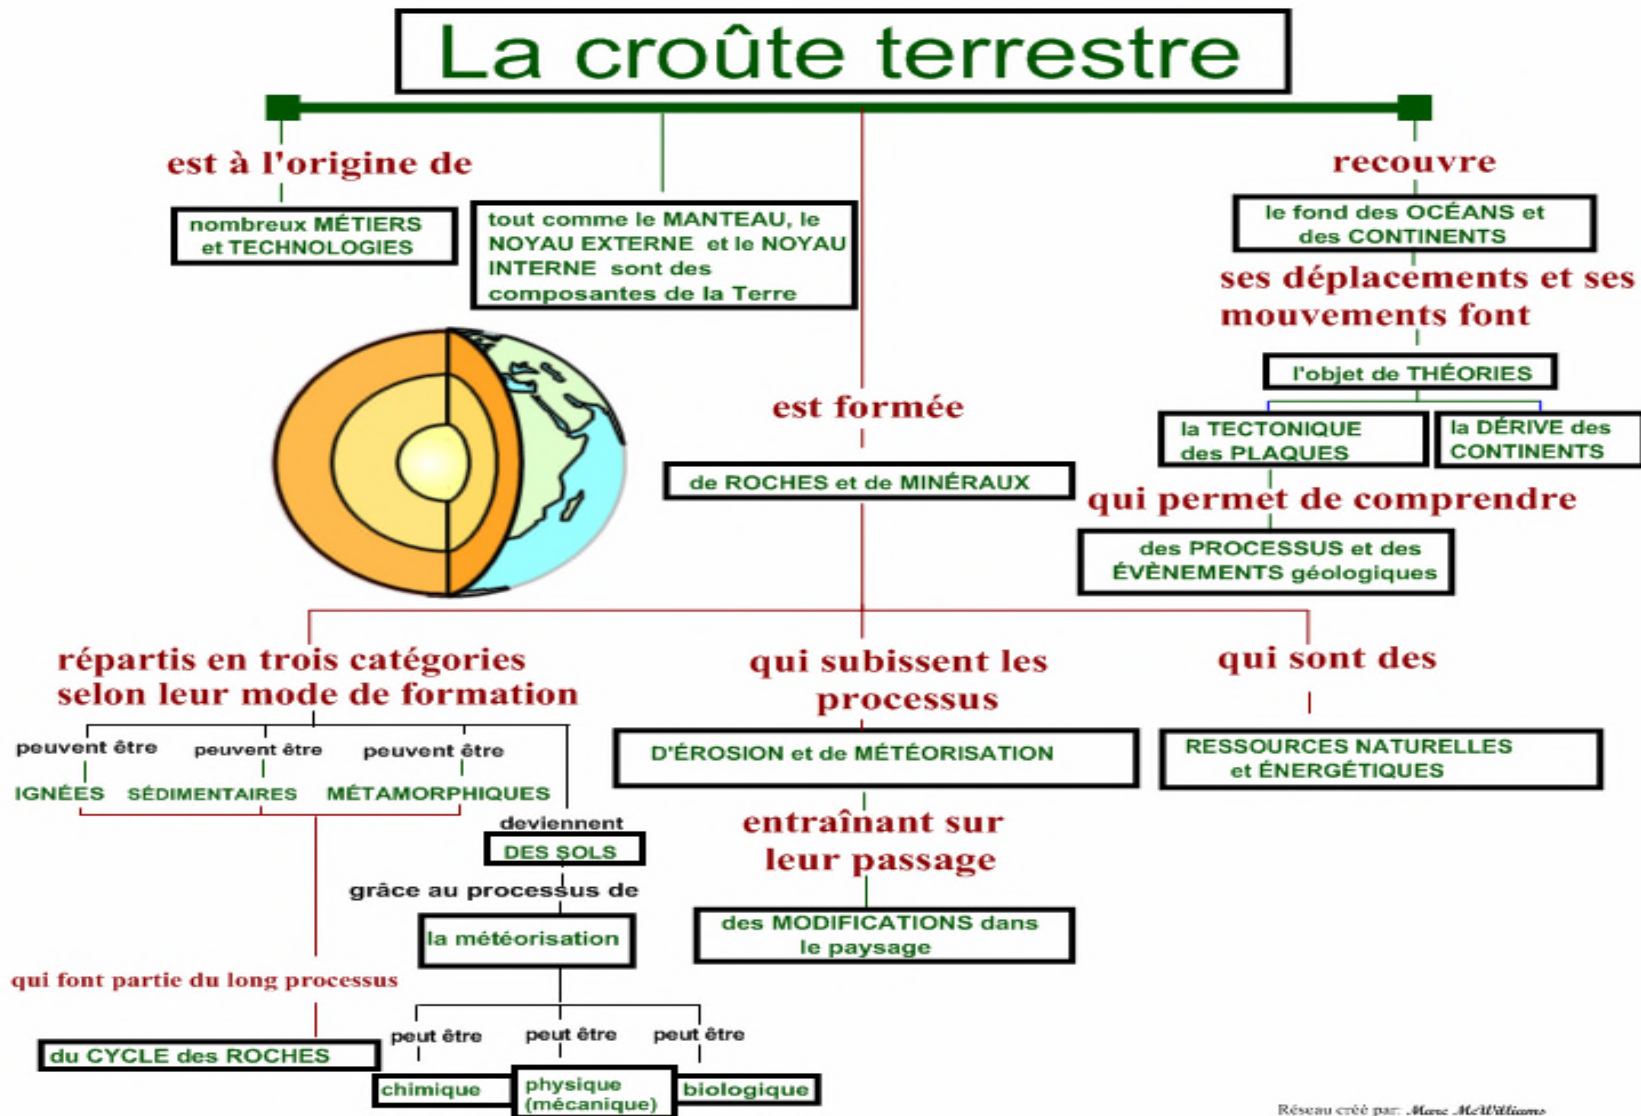 La croûte terrestre
est à l'origine de
nombreux MÉTIERS
et TECHNOLOGIES
tout comme le MANTEAU, le
NOYAU EXTERNE et le NOYAU
INTERNE sont des
composantes de la Terre
recouvre
le fond des OCÉANS et
des CONTINENTS
ses déplacements et ses
mouvements font
l'objet de THÉORIES
la TECTONIQUE
des PLAQUES
la DÉRIVE des
CONTINENTS
qui permet de comprendre
des PROCESSUS et des
ÉVÈNEMENTS géologiques
est formée
de ROCHES et de MINÉRAUX
répartis en trois catégories
selon leur mode de formation
peuvent être
peuvent être
peuvent être
IGNÉES
SÉDIMENTAIRES
MÉTAMORPHIQUES
qui font partie du long processus
du CYCLE des ROCHES
deviennent
DES SOLS
grâce au processus de
la météorisation
peut être
peut être
peut être
chimique
physique
(mécanique)
biologique
qui subissent les
processus
D'ÉROSION et de MÉTÉORISATION
entraînant sur
leur passage
des MODIFICATIONS dans
le paysage
qui sont des
RESSOURCES NATURELLES
et ÉNERGÉTIQUES
Réseau créé par: Marc McWilliams